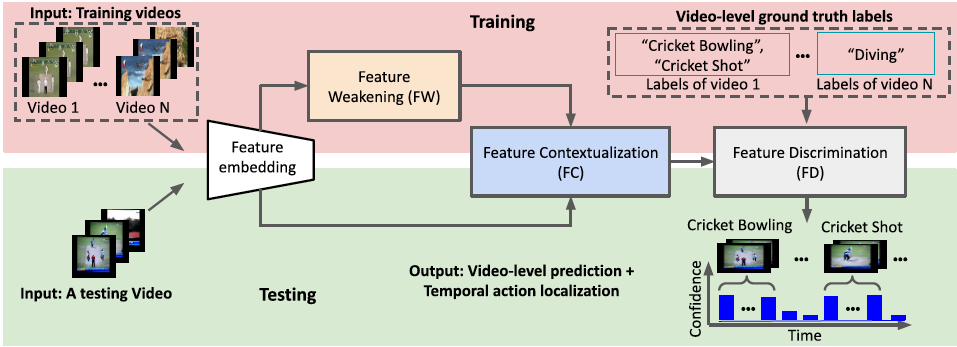 Input: Training videos
Training
Video-level ground truth labels
"Cricket Bowling",
"Cricket Shot"
...
"Diving"
Labels of video 1
Labels of video N
...
Video 1
Video N
Feature
Weakening (FW)
Feature
embedding
Feature Contextualization
(FC)
Feature Discrimination
(FD)
Input: A testing Video
Testing
Output: Video-level prediction +
Temporal action localization
Cricket Bowling
Cricket Shot
...
...
Confidence
...
...
Time